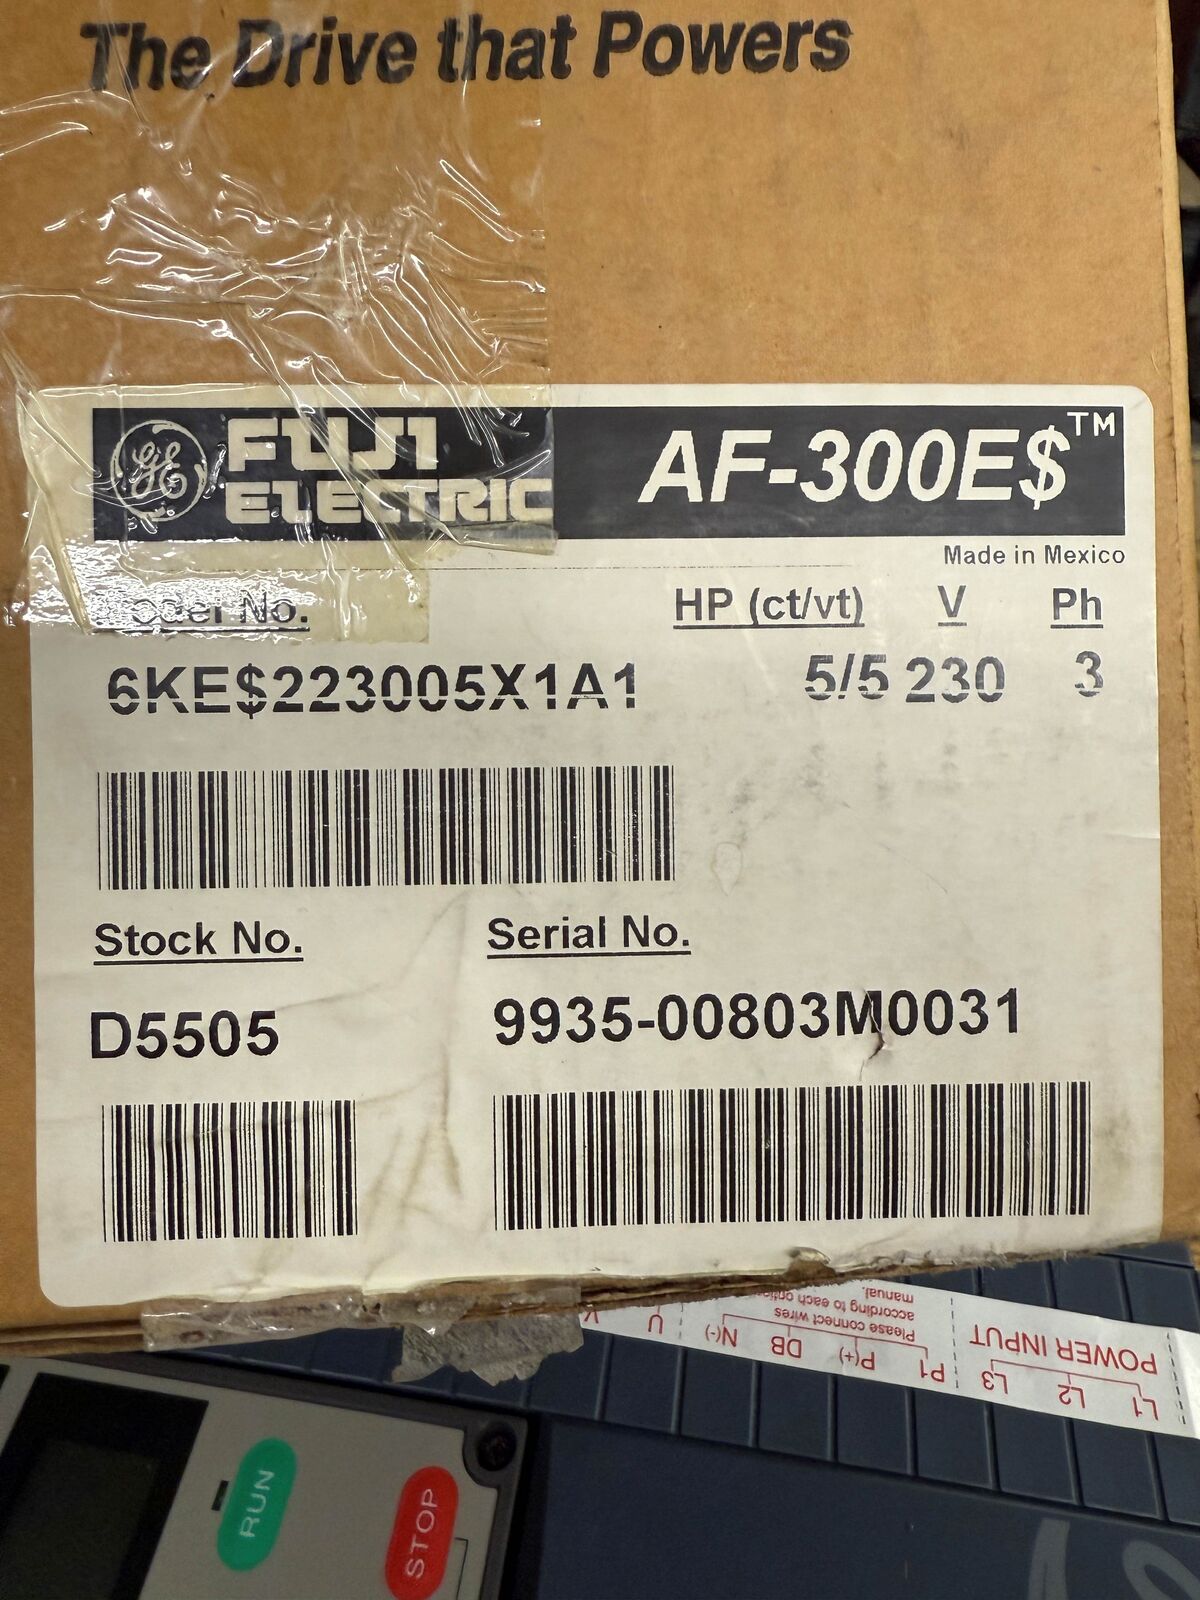 The Drive that Powers
GE FUJI ELECTRIC
AF-300E$™
Made in Mexico
Model No. HP (ct/vt) V Ph
6KE$223005X1A1 5/5 230 3
Stock No. Serial No.
D5505 9935-00803M0031
L1 L2 L3 P1 P(+) DB N(-) U V
POWER INPUT
Please connect wires
according to each
manual.
RUN
STOP